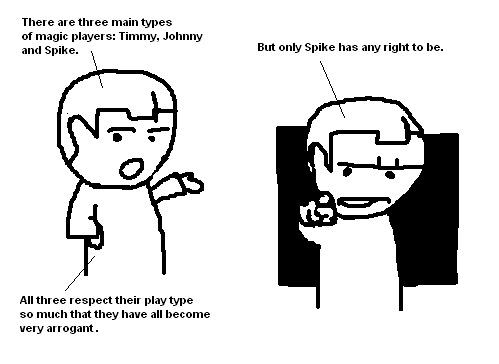 There are three main types
of magic players: Timmy, Johnny
and Spike.
All three respect their play type
so much that they have all become
very arrogant.
But only Spike has any right to be.